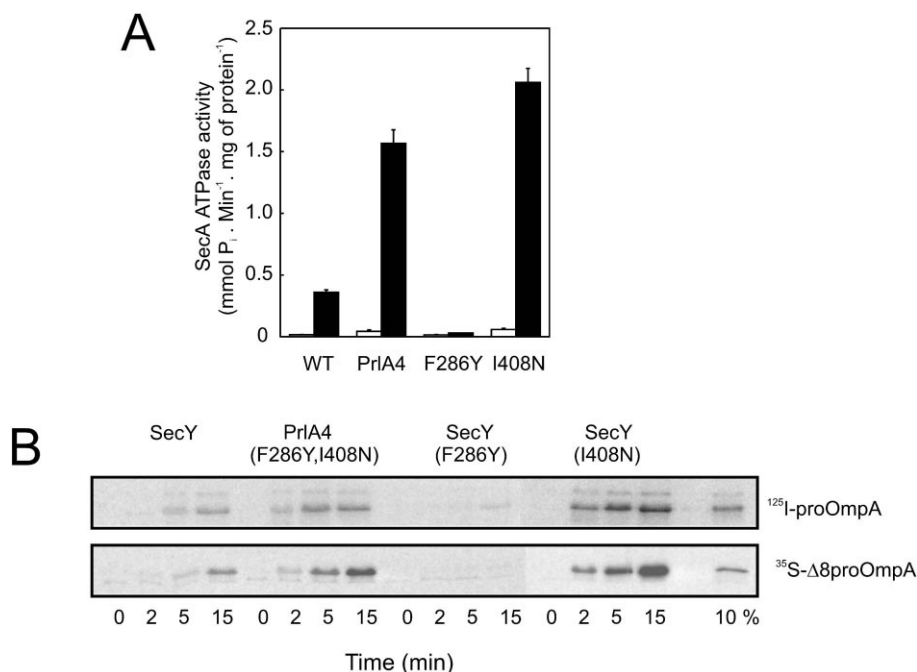 A
SecA ATPase activity
(mmol Pᵢ . Min⁻¹ . mg of protein⁻¹)
2.5
2.0
1.5
1.0
0.5
0
WT PrlA4 F286Y I408N
B
SecY PrlA4 SecY SecY
(F286Y,I408N) (F286Y) (I408N)
¹²⁵I-proOmpA
³⁵S-Δ8proOmpA
0 2 5 15 0 2 5 15 0 2 5 15 0 2 5 15 10 %
Time (min)